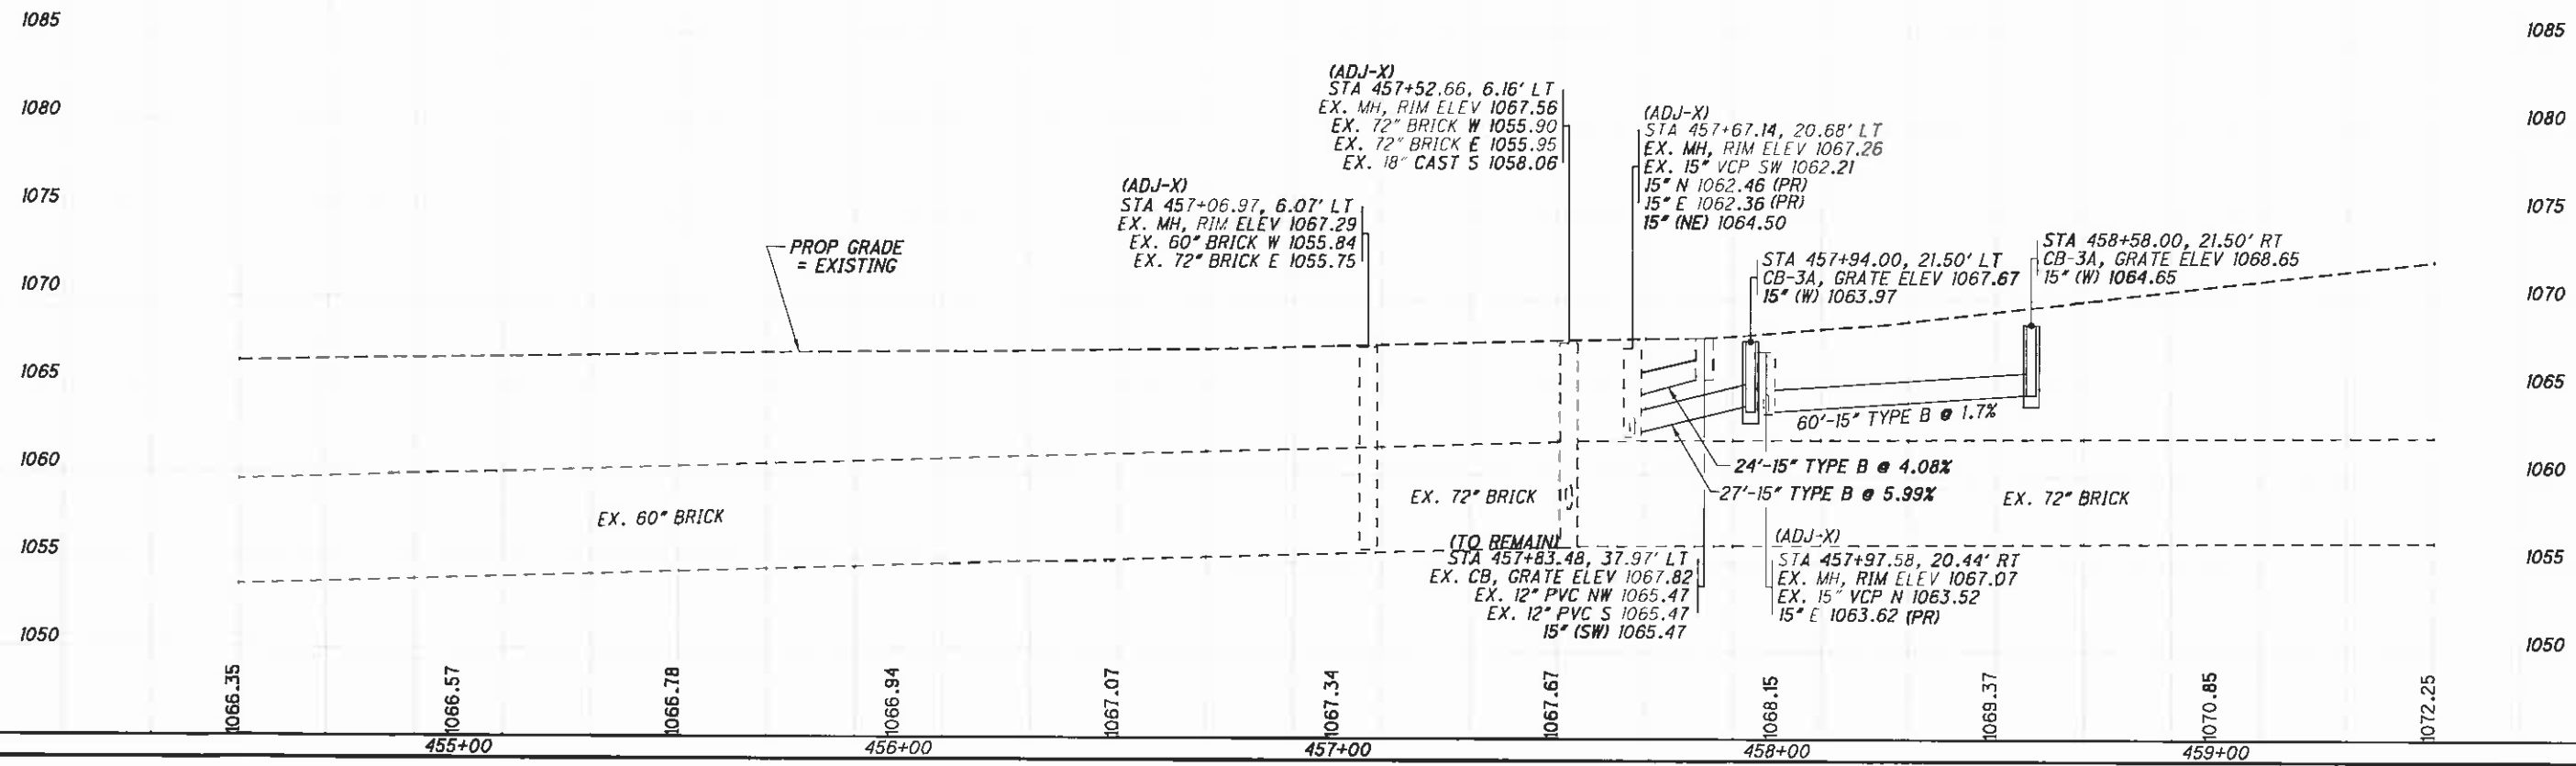 1085
1080
1075
1070
1065
1060
1055
1050
1085
1080
1075
1070
1065
1060
1055
1050
PROP GRADE
= EXISTING
(ADJ-X)
STA 457+06.97, 6.07' LT
EX. MH, RIM ELEV 1067.29
EX. 60" BRICK W 1055.84
EX. 72" BRICK E 1055.75
(ADJ-X)
STA 457+52.66, 6.16' LT
EX. MH, RIM ELEV 1067.56
EX. 72" BRICK W 1055.90
EX. 72" BRICK E 1055.95
EX. 18" CAST S 1058.06
(ADJ-X)
STA 457+67.14, 20.68' LT
EX. MH, RIM ELEV 1067.26
EX. 15" VCP SW 1062.21
15" N 1062.46 (PR)
15" E 1062.36 (PR)
15" (NE) 1064.50
STA 457+94.00, 21.50' LT
CB-3A, GRATE ELEV 1067.67
15" (W) 1063.97
STA 458+58.00, 21.50' RT
CB-3A, GRATE ELEV 1068.65
15" (W) 1064.65
60'-15" TYPE B @ 1.7%
24'-15" TYPE B @ 4.08%
27'-15" TYPE B @ 5.99%
EX. 60" BRICK
EX. 72" BRICK
EX. 72" BRICK
(TO REMAIN)
STA 457+83.48, 37.97' LT
EX. CB, GRATE ELEV 1067.82
EX. 12" PVC NW 1065.47
EX. 12" PVC S 1065.47
15" (SW) 1065.47
(ADJ-X)
STA 457+97.58, 20.44' RT
EX. MH, RIM ELEV 1067.07
EX. 15" VCP N 1063.52
15" E 1063.62 (PR)
1066.35
1066.57
1066.78
1066.94
1067.07
1067.34
1067.67
1068.15
1069.37
1070.85
1072.25
455+00
456+00
457+00
458+00
459+00